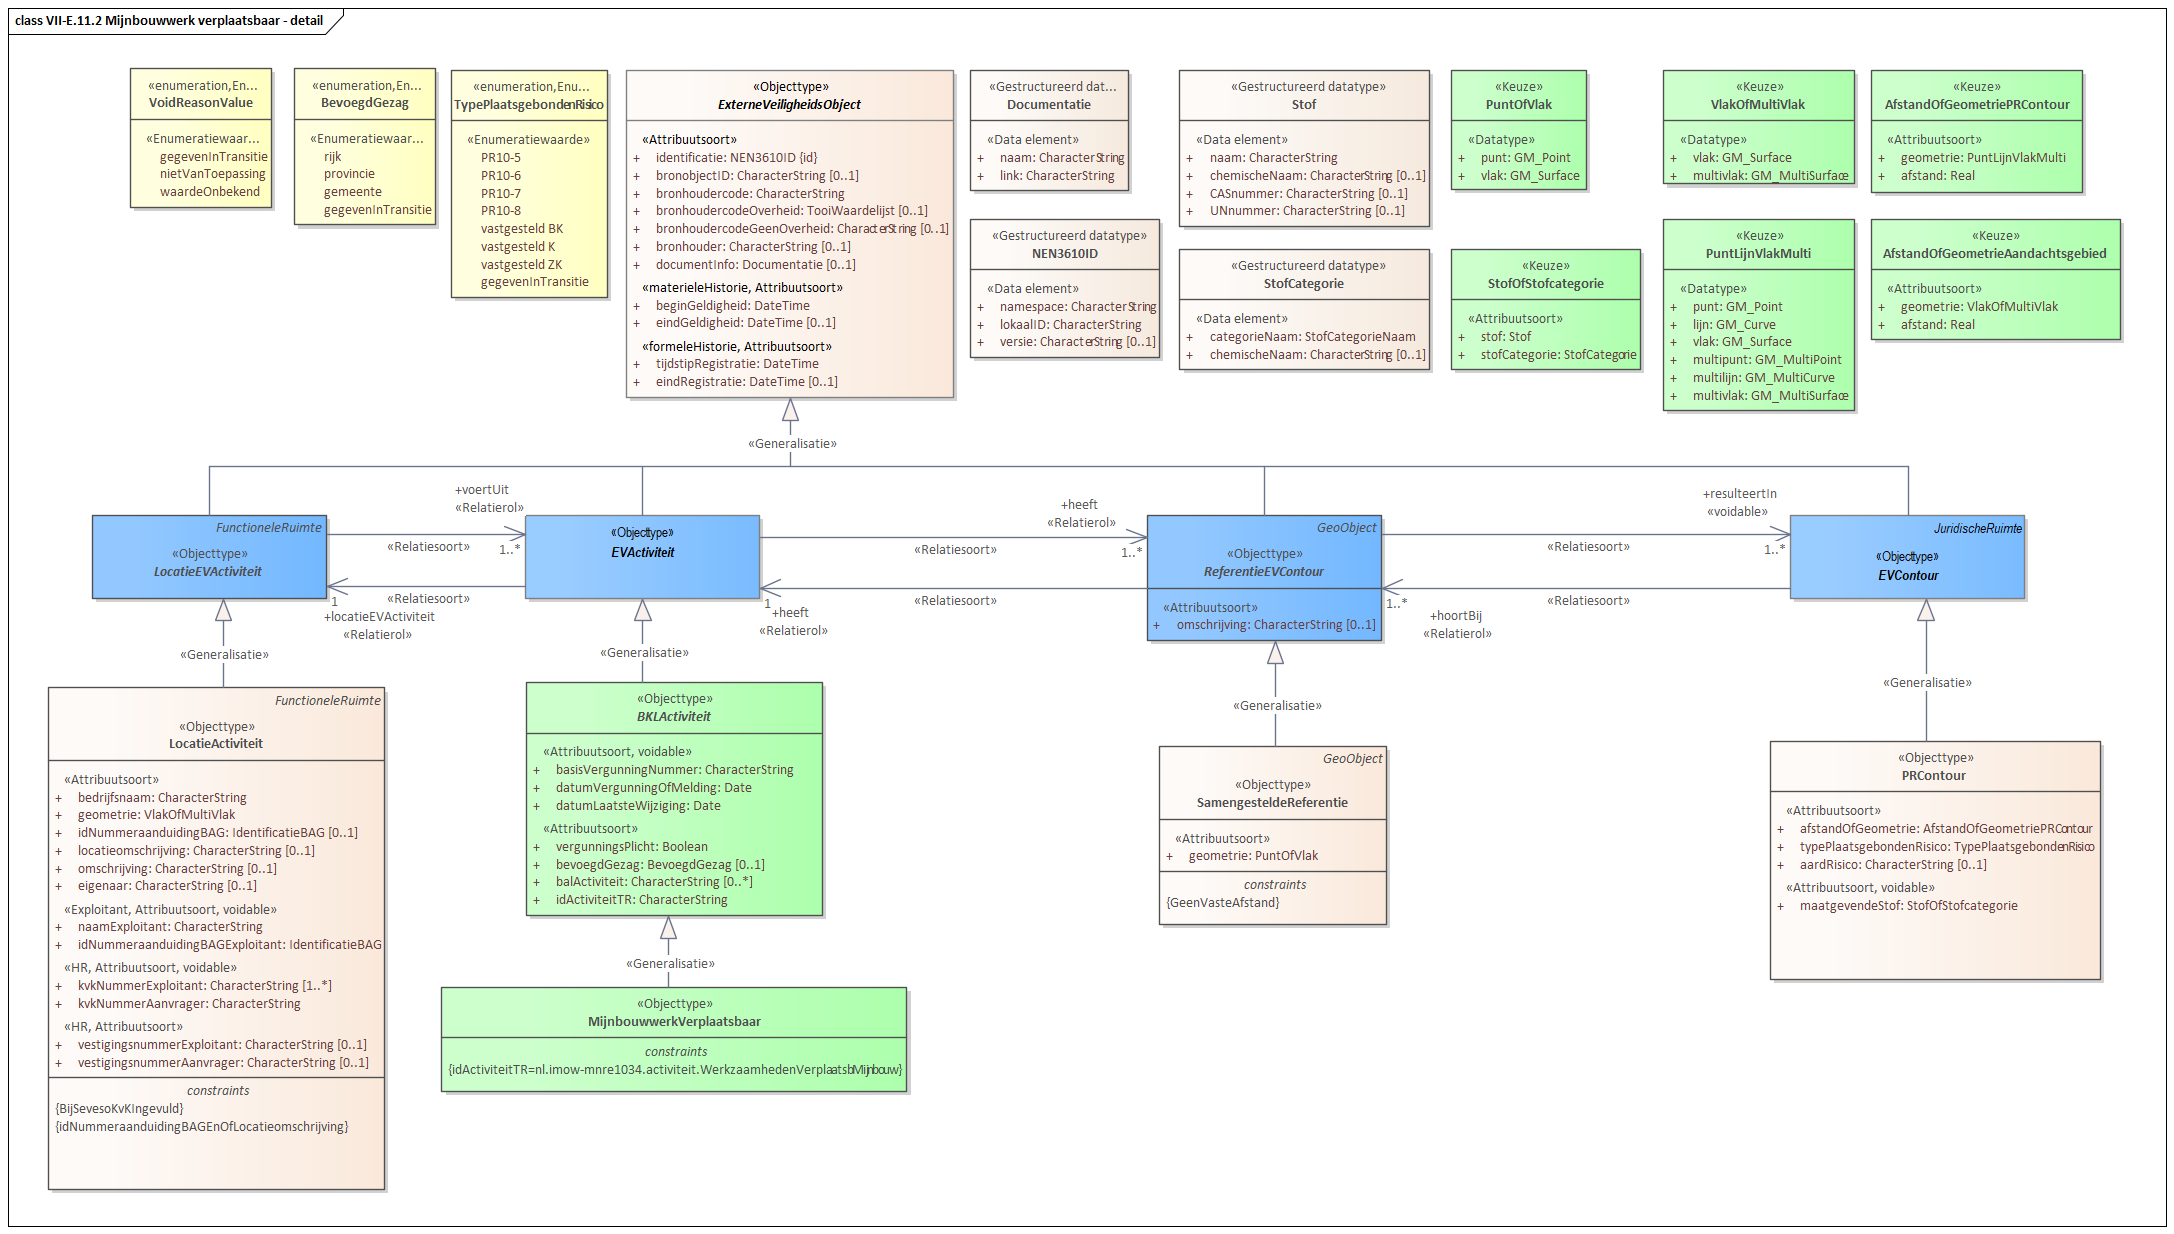 class VII-E.11.2 Mijnbouwwerk verplaatsbaar - detail
«enumeration,En...
VoidReasonValue
«Enumeratiewaar...
gegevenInTransitie
nietVanToepassing
waardeOnbekend
«enumeration,En...
BevoegdGezag
«Enumeratiewaar...
rijk
provincie
gemeente
gegevenInTransitie
«enumeration,Enu...
TypePlaatsgebondenRisico
«Enumeratiewaarde»
PR10-5
PR10-6
PR10-7
PR10-8
vastgesteld BK
vastgesteld K
vastgesteld ZK
gegevenInTransitie
«Objecttype»
ExterneVeiligheidsObject
«Attribuutsoort»
+ identificatie: NEN3610ID {id}
+ bronobjectID: CharacterString [0..1]
+ bronhoudercode: CharacterString
+ bronhoudercodeOverheid: TooiWaardelijst [0..1]
+ bronhoudercodeGeenOverheid: CharacterString [0..1]
+ bronhouder: CharacterString [0..1]
+ documentInfo: Documentatie [0..1]
«materieleHistorie, Attribuutsoort»
+ beginGeldigheid: DateTime
+ eindGeldigheid: DateTime [0..1]
«formeleHistorie, Attribuutsoort»
+ tijdstipRegistratie: DateTime
+ eindRegistratie: DateTime [0..1]
«Gestructureerd dat...
Documentatie
«Data element»
+ naam: CharacterString
+ link: CharacterString
«Gestructureerd datatype»
NEN3610ID
«Data element»
+ namespace: CharacterString
+ lokaalID: CharacterString
+ versie: CharacterString [0..1]
«Gestructureerd datatype»
Stof
«Data element»
+ naam: CharacterString
+ chemischeNaam: CharacterString [0..1]
+ CASnummer: CharacterString [0..1]
+ UNnummer: CharacterString [0..1]
«Gestructureerd datatype»
StofCategorie
«Data element»
+ categorieNaam: StofCategorieNaam
+ chemischeNaam: CharacterString [0..1]
«Keuze»
PuntOfVlak
«Datatype»
+ punt: GM_Point
+ vlak: GM_Surface
«Keuze»
StofOfStofcategorie
«Attribuutsoort»
+ stof: Stof
+ stofCategorie: StofCategorie
«Keuze»
VlakOfMultiVlak
«Datatype»
+ vlak: GM_Surface
+ multivlak: GM_MultiSurface
«Keuze»
PuntLijnVlakMulti
«Datatype»
+ punt: GM_Point
+ lijn: GM_Curve
+ vlak: GM_Surface
+ multipunt: GM_MultiPoint
+ multilijn: GM_MultiCurve
+ multivlak: GM_MultiSurface
«Keuze»
AfstandOfGeometriePRContour
«Attribuutsoort»
+ geometrie: PuntLijnVlakMulti
+ afstand: Real
«Keuze»
AfstandOfGeometrieAandachtsgebied
«Attribuutsoort»
+ geometrie: VlakOfMultiVlak
+ afstand: Real
«Generalisatie»
FunctioneleRuimte
«Objecttype»
LocatieEVActiviteit
+voertUit
«Relatierol»
«Relatiesoort»
1..*
«Relatiesoort»
1
+locatieEVActiviteit
«Relatierol»
«Objecttype»
EVActiviteit
+heeft
«Relatierol»
«Relatiesoort»
1..*
«Relatiesoort»
1
+heeft
«Relatierol»
GeoObject
«Objecttype»
ReferentieEVContour
«Attribuutsoort»
+ omschrijving: CharacterString [0..1]
+resulteertIn
«voidable»
«Relatiesoort»
1..*
«Relatiesoort»
1..*
+hoortBij
«Relatierol»
JuridischeRuimte
«Objecttype»
EVContour
«Generalisatie»
«Generalisatie»
«Generalisatie»
«Generalisatie»
FunctioneleRuimte
«Objecttype»
LocatieActiviteit
«Attribuutsoort»
+ bedrijfsnaam: CharacterString
+ geometrie: VlakOfMultiVlak
+ idNummeraanduidingBAG: IdentificatieBAG [0..1]
+ locatieomschrijving: CharacterString [0..1]
+ omschrijving: CharacterString [0..1]
+ eigenaar: CharacterString [0..1]
«Exploitant, Attribuutsoort, voidable»
+ naamExploitant: CharacterString
+ idNummeraanduidingBAGExploitant: IdentificatieBAG
«HR, Attribuutsoort, voidable»
+ kvkNummerExploitant: CharacterString [1..*]
+ kvkNummerAanvrager: CharacterString
«HR, Attribuutsoort»
+ vestigingsnummerExploitant: CharacterString [0..1]
+ vestigingsnummerAanvrager: CharacterString [0..1]
constraints
{BijSevesoKvKIngevuld}
{idNummeraanduidingBAGEnOfLocatieomschrijving}
«Objecttype»
BKLActiviteit
«Attribuutsoort, voidable»
+ basisVergunningNummer: CharacterString
+ datumVergunningOfMelding: Date
+ datumLaatsteWijziging: Date
«Attribuutsoort»
+ vergunningsPlicht: Boolean
+ bevoegdGezag: BevoegdGezag [0..1]
+ balActiviteit: CharacterString [0..*]
+ idActiviteitTR: CharacterString
«Generalisatie»
«Objecttype»
MijnbouwwerkVerplaatsbaar
constraints
{idActiviteitTR=nl.imow-mnre1034.activiteit.WerkzaamhedenVerplaatsbMijnbouw}
GeoObject
«Objecttype»
SamengesteldeReferentie
«Attribuutsoort»
+ geometrie: PuntOfVlak
constraints
{GeenVasteAfstand}
«Objecttype»
PRContour
«Attribuutsoort»
+ afstandOfGeometrie: AfstandOfGeometriePRContour
+ typePlaatsgebondenRisico: TypePlaatsgebondenRisico
+ aardRisico: CharacterString [0..1]
«Attribuutsoort, voidable»
+ maatgevendeStof: StofOfStofcategorie